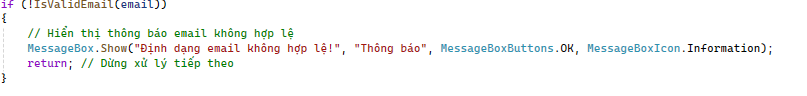 if (!IsValidEmail(email))
{
// Hiển thị thông báo email không hợp lệ
MessageBox.Show("Định dạng email không hợp lệ!", "Thông báo", MessageBoxButtons.OK, MessageBoxIcon.Information);
return; // Dừng xử lý tiếp theo
}